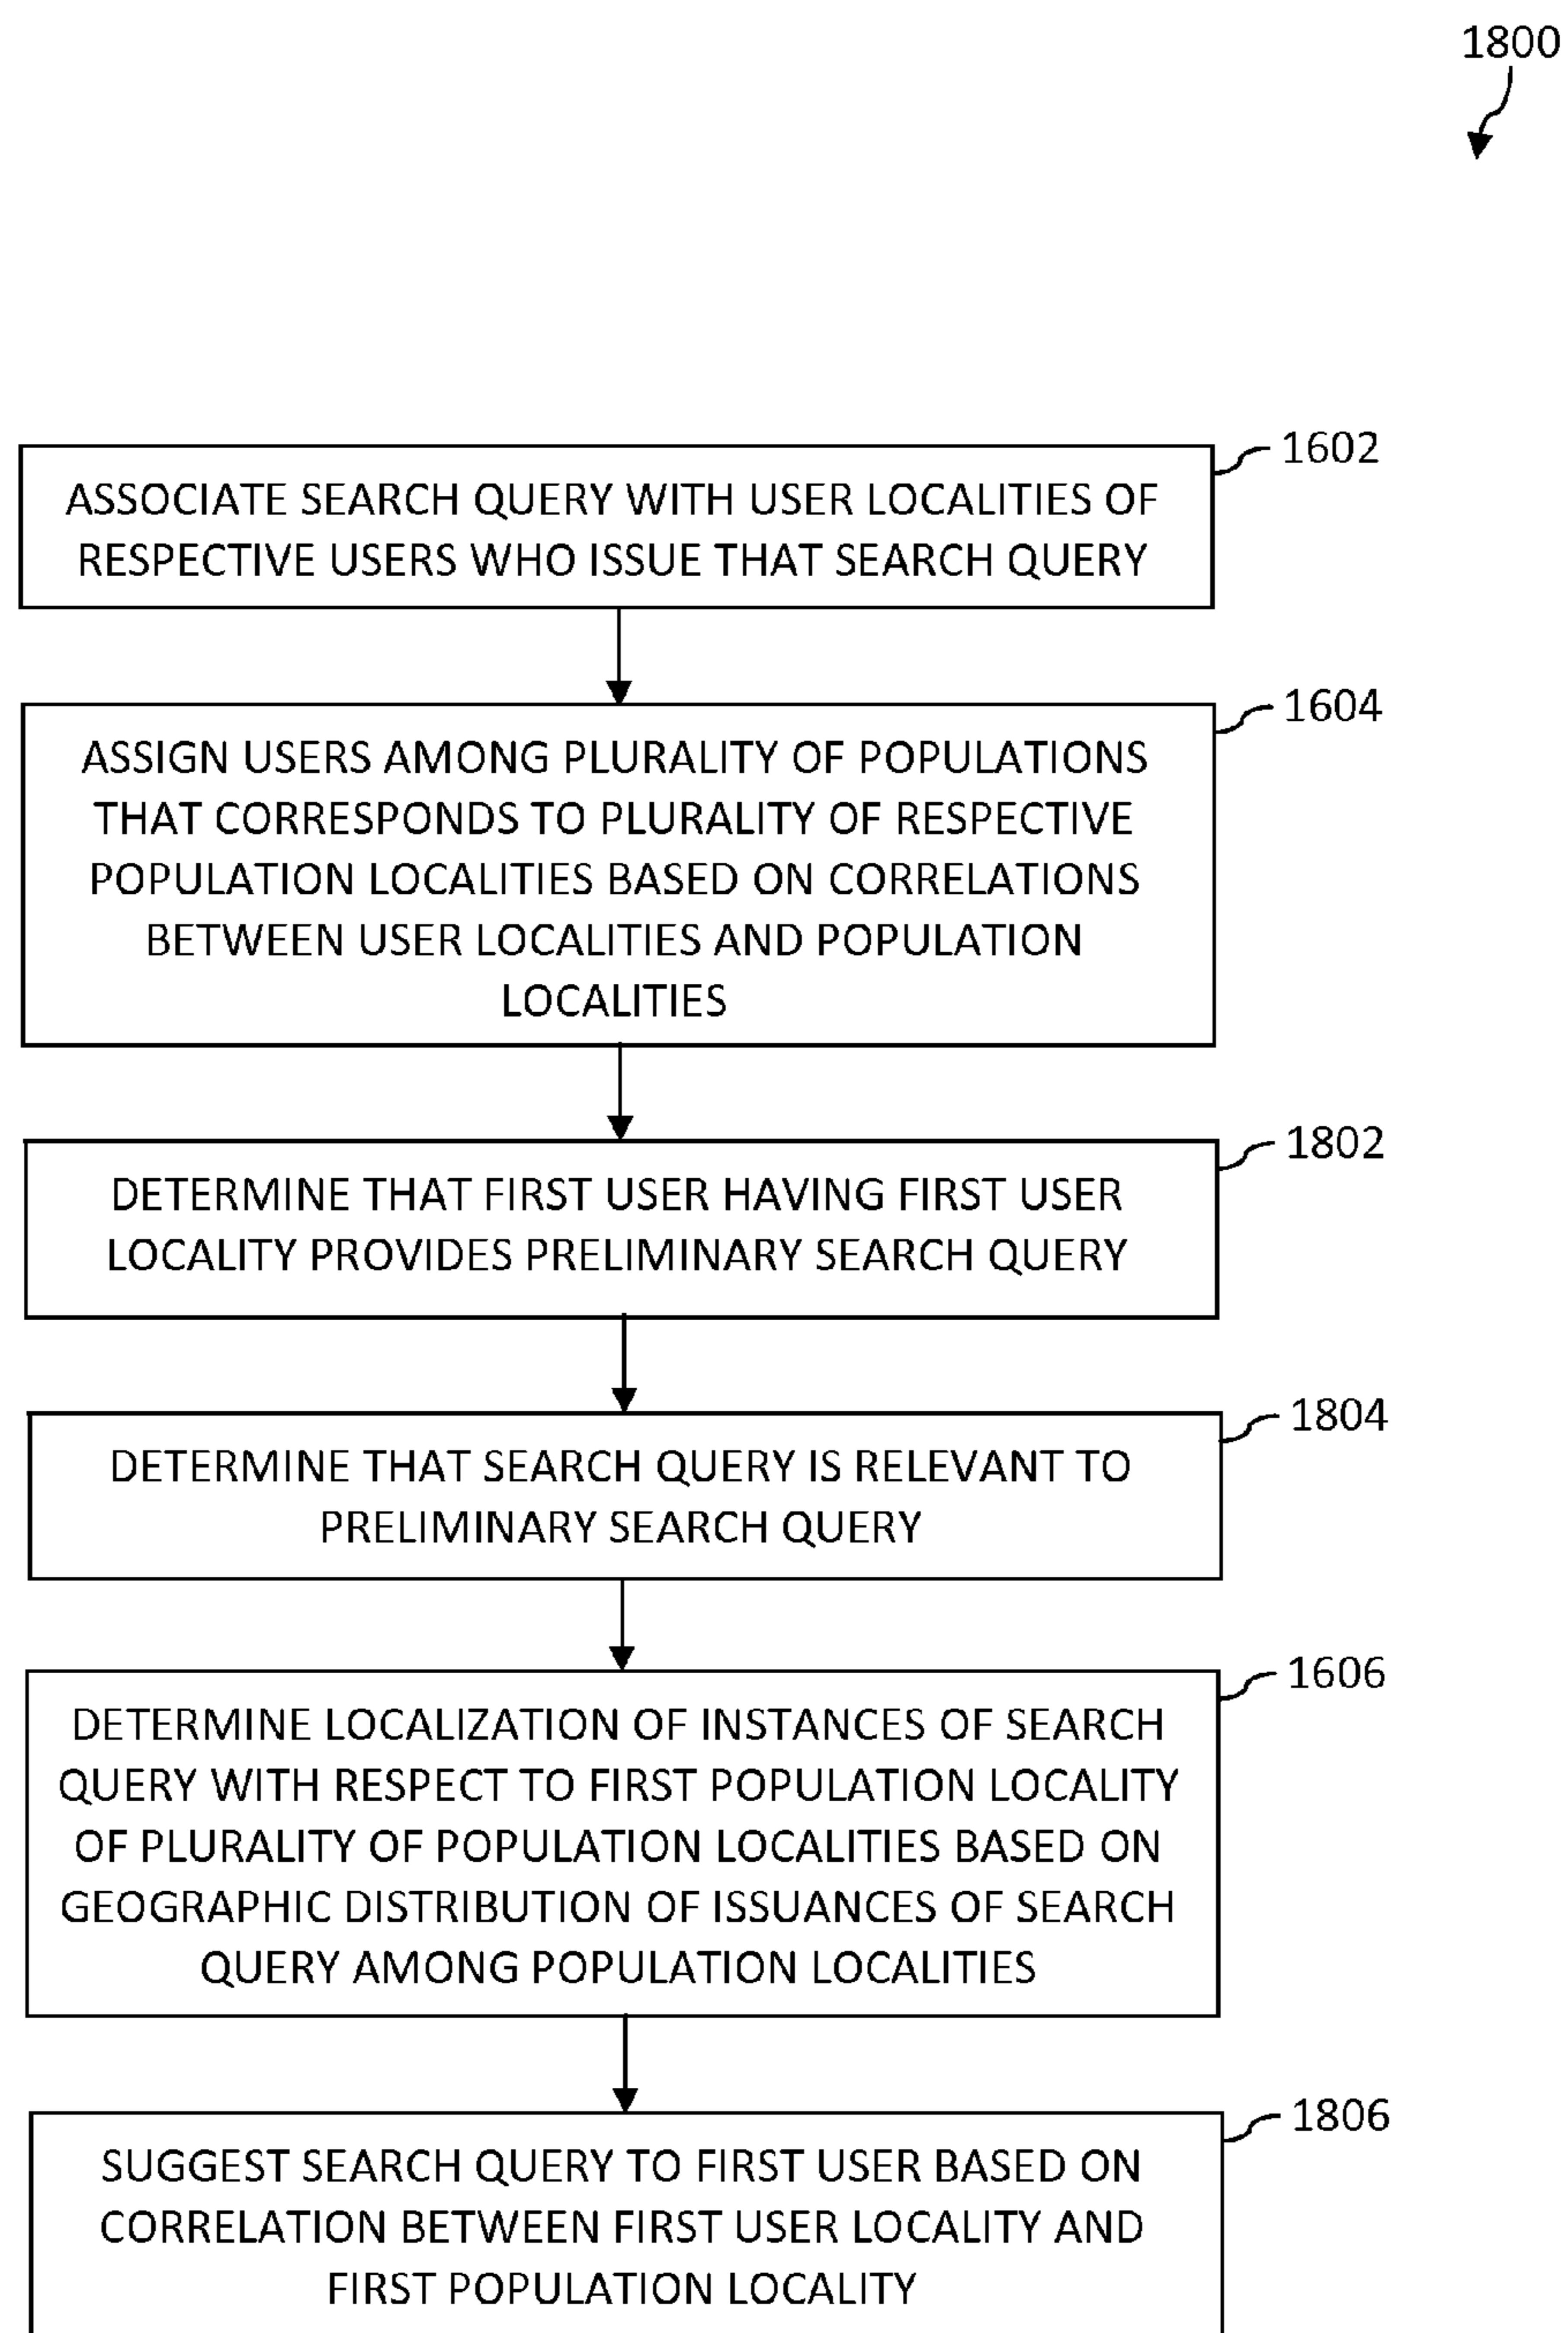 1800
1602
ASSOCIATE SEARCH QUERY WITH USER LOCALITIES OF
RESPECTIVE USERS WHO ISSUE THAT SEARCH QUERY
1604
ASSIGN USERS AMONG PLURALITY OF POPULATIONS
THAT CORRESPONDS TO PLURALITY OF RESPECTIVE
POPULATION LOCALITIES BASED ON CORRELATIONS
BETWEEN USER LOCALITIES AND POPULATION
LOCALITIES
1802
DETERMINE THAT FIRST USER HAVING FIRST USER
LOCALITY PROVIDES PRELIMINARY SEARCH QUERY
1804
DETERMINE THAT SEARCH QUERY IS RELEVANT TO
PRELIMINARY SEARCH QUERY
1606
DETERMINE LOCALIZATION OF INSTANCES OF SEARCH
QUERY WITH RESPECT TO FIRST POPULATION LOCALITY
OF PLURALITY OF POPULATION LOCALITIES BASED ON
GEOGRAPHIC DISTRIBUTION OF ISSUANCES OF SEARCH
QUERY AMONG POPULATION LOCALITIES
1806
SUGGEST SEARCH QUERY TO FIRST USER BASED ON
CORRELATION BETWEEN FIRST USER LOCALITY AND
FIRST POPULATION LOCALITY